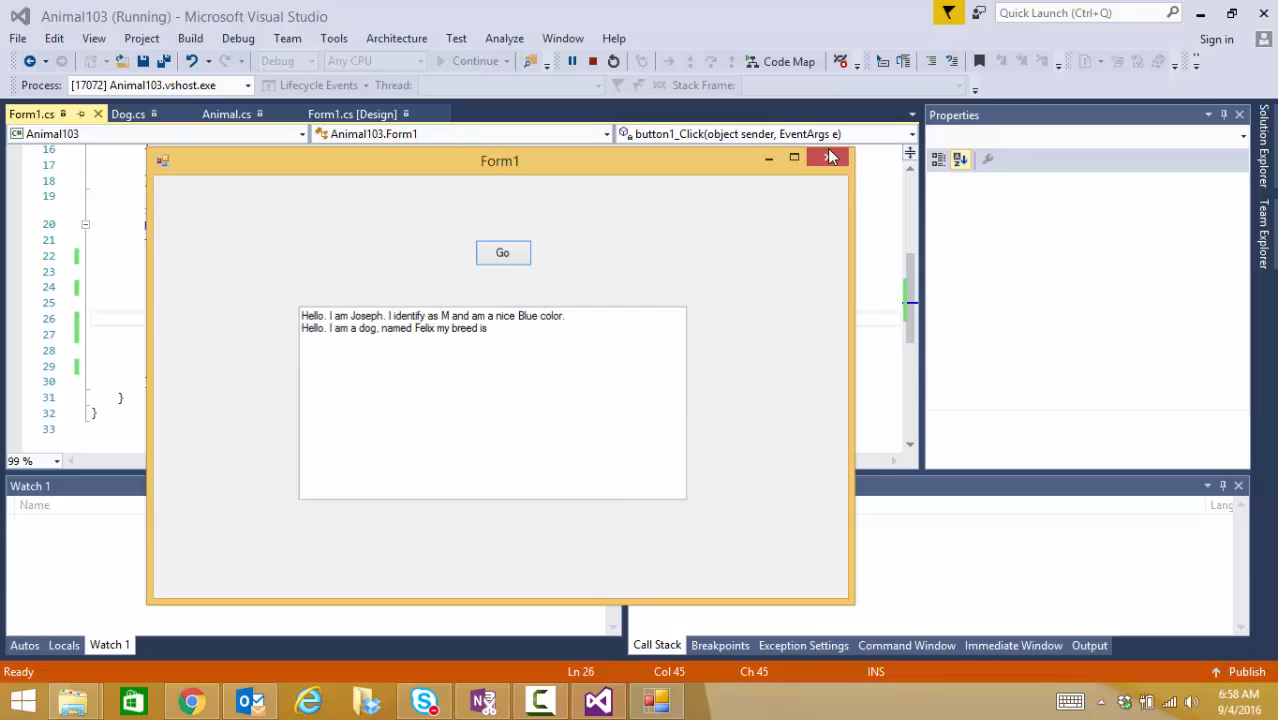 Animal103 (Running) - Microsoft Visual Studio
Quick Launch (Ctrl+Q)
File Edit View Project Build Debug Team Tools Architecture Test Analyze Window Help
Sign in
Debug Any CPU Continue Code Map
Process: [17072] Animal103.vshost.exe Lifecycle Events Thread: Stack Frame:
Form1.cs Dog.cs Animal.cs Form1.cs [Design]
Properties
Animal103 Animal103.Form1 button1_Click(object sender, EventArgs e)
Form1
16
17
18
19
20
21
22
23
24
25
26
27
28
29
30
31 }
32 }
33
Go
Hello. I am Joseph. I identify as M and am a nice Blue color.
Hello. I am a dog, named Felix my breed is
99 %
Solution Explorer
Team Explorer
Watch 1
Name
Lang
Autos Locals Watch 1
Call Stack Breakpoints Exception Settings Command Window Immediate Window Output
Ready Ln 26 Col 45 Ch 45 INS Publish
6:58 AM
9/4/2016